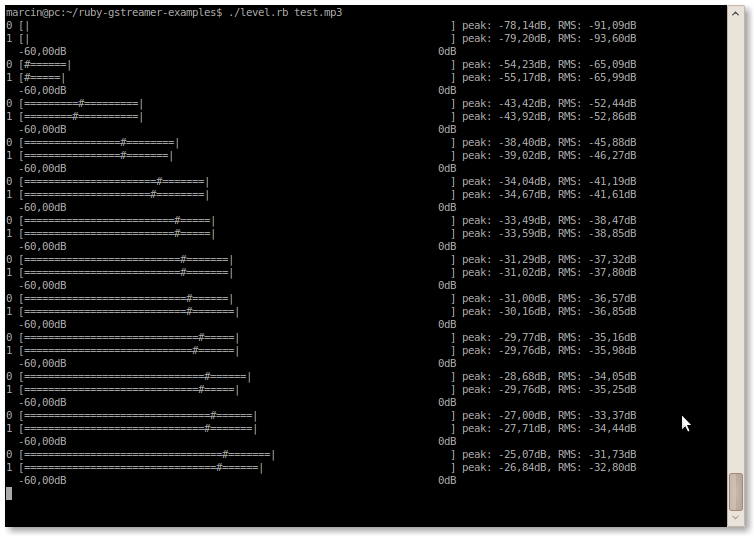 marcin@pc:~/ruby-gstreamer-examples$ ./level.rb test.mp3
0 [| ] peak: -78,14dB, RMS: -91,09dB
1 [| ] peak: -79,20dB, RMS: -93,60dB
-60,00dB 0dB
0 [#======| ] peak: -54,23dB, RMS: -65,09dB
1 [#=====| ] peak: -55,17dB, RMS: -65,99dB
-60,00dB 0dB
0 [=========#=========| ] peak: -43,42dB, RMS: -52,44dB
1 [========#==========| ] peak: -43,92dB, RMS: -52,86dB
-60,00dB 0dB
0 [================#========| ] peak: -38,40dB, RMS: -45,88dB
1 [================#=======| ] peak: -39,02dB, RMS: -46,27dB
-60,00dB 0dB
0 [======================#=======| ] peak: -34,04dB, RMS: -41,19dB
1 [=====================#========| ] peak: -34,67dB, RMS: -41,61dB
-60,00dB 0dB
0 [=========================#=====| ] peak: -33,49dB, RMS: -38,47dB
1 [=========================#=====| ] peak: -33,59dB, RMS: -38,85dB
-60,00dB 0dB
0 [==========================#=======| ] peak: -31,29dB, RMS: -37,32dB
1 [==========================#=======| ] peak: -31,02dB, RMS: -37,80dB
-60,00dB 0dB
0 [===========================#======| ] peak: -31,00dB, RMS: -36,57dB
1 [===========================#=======| ] peak: -30,16dB, RMS: -36,85dB
-60,00dB 0dB
0 [=============================#=====| ] peak: -29,77dB, RMS: -35,16dB
1 [============================#======| ] peak: -29,76dB, RMS: -35,98dB
-60,00dB 0dB
0 [==============================#======| ] peak: -28,68dB, RMS: -34,05dB
1 [=============================#=====| ] peak: -29,76dB, RMS: -35,25dB
-60,00dB 0dB
0 [===============================#======| ] peak: -27,00dB, RMS: -33,37dB
1 [==============================#=======| ] peak: -27,71dB, RMS: -34,44dB
-60,00dB 0dB
0 [=================================#=======| ] peak: -25,07dB, RMS: -31,73dB
1 [================================#======| ] peak: -26,84dB, RMS: -32,80dB
-60,00dB 0dB